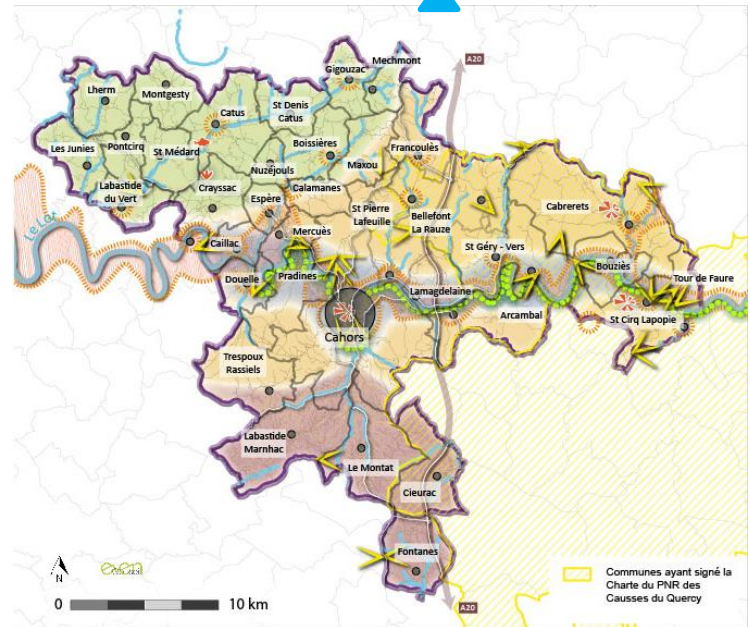 A20
Mechmont
Gigouzac
Lherm
Montgesty
Catus
St Denis
Catus
Les Junies
Pontcirq
St Médard
Boissières
Francoulès
Maxou
Nuzéjouls
Labastide
du Vert
Crayssac
Calamanes
Espère
St Pierre
Lafeuille
Bellefont
La Rauze
Cabrerets
Le Lot
Caillac
Mercuès
St Géry - Vers
Bouziès
Douelle
Pradines
Lamagdelaine
Tour de Faure
Arcambal
St Cirq Lapopie
Cahors
Trespoux
Rassiels
Labastide
Marnhac
Le Montat
Cieurac
Fontanes
N
even
CONSEIL
0
10 km
A20
Communes ayant signé la
Charte du PNR des
Causses du Quercy